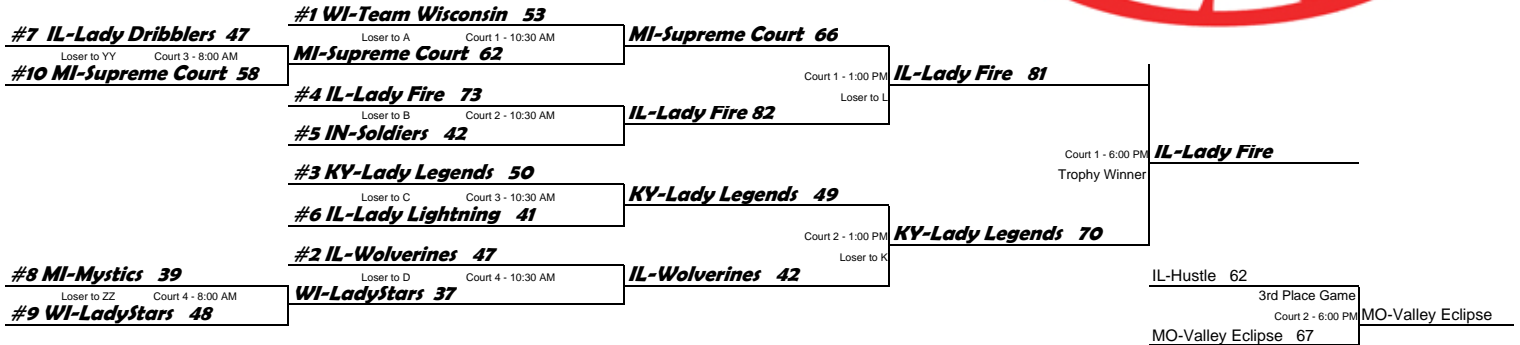 #1 WI-Team Wisconsin 53
#7 IL-Lady Dribblers 47
Loser to A Court 1 - 10:30 AM
MI-Supreme Court 66
Loser to YY Court 3 - 8:00 AM
MI-Supreme Court 62
#10 MI-Supreme Court 58
Court 1 - 1:00 PM
IL-Lady Fire 81
#4 IL-Lady Fire 73
Loser to L
Loser to B Court 2 - 10:30 AM
IL-Lady Fire 82
#5 IN-Soldiers 42
Court 1 - 6:00 PM
IL-Lady Fire
Trophy Winner
#3 KY-Lady Legends 50
Loser to C Court 3 - 10:30 AM
KY-Lady Legends 49
#6 IL-Lady Lightning 41
Court 2 - 1:00 PM
KY-Lady Legends 70
#2 IL-Wolverines 47
Loser to K
#8 MI-Mystics 39
Loser to D Court 4 - 10:30 AM
IL-Wolverines 42
IL-Hustle 62
Loser to ZZ Court 4 - 8:00 AM
WI-LadyStars 37
3rd Place Game
#9 WI-LadyStars 48
Court 2 - 6:00 PM
MO-Valley Eclipse
MO-Valley Eclipse 67